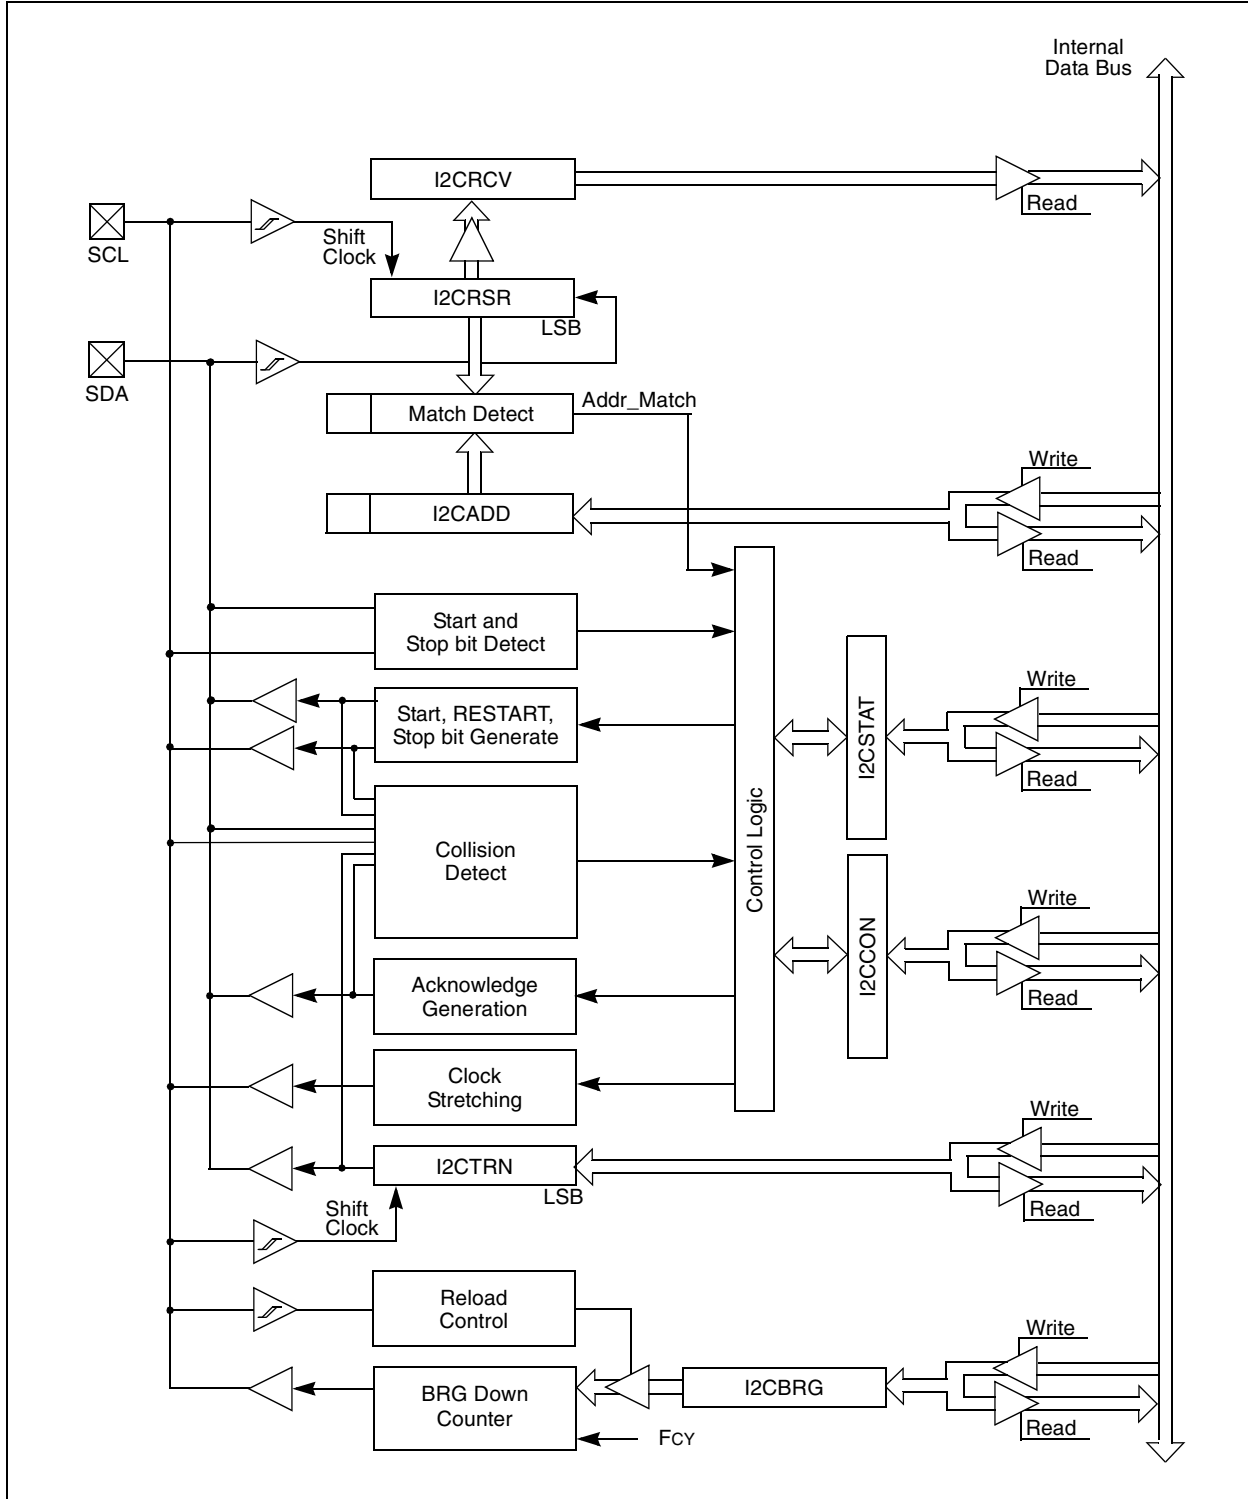 Internal
Data Bus
I2CRCV
Read
SCL
Shift
Clock
I2CRSR
LSB
SDA
Match Detect
Addr_Match
Write
I2CADD
Read
Start and
Stop bit Detect
Write
Start, RESTART,
Stop bit Generate
I2CSTAT
Read
Control Logic
Collision
Detect
Write
I2CCON
Read
Acknowledge
Generation
Clock
Stretching
Write
I2CTRN
LSB
Read
Shift
Clock
Reload
Control
Write
I2CBRG
BRG Down
Counter
Read
FCY